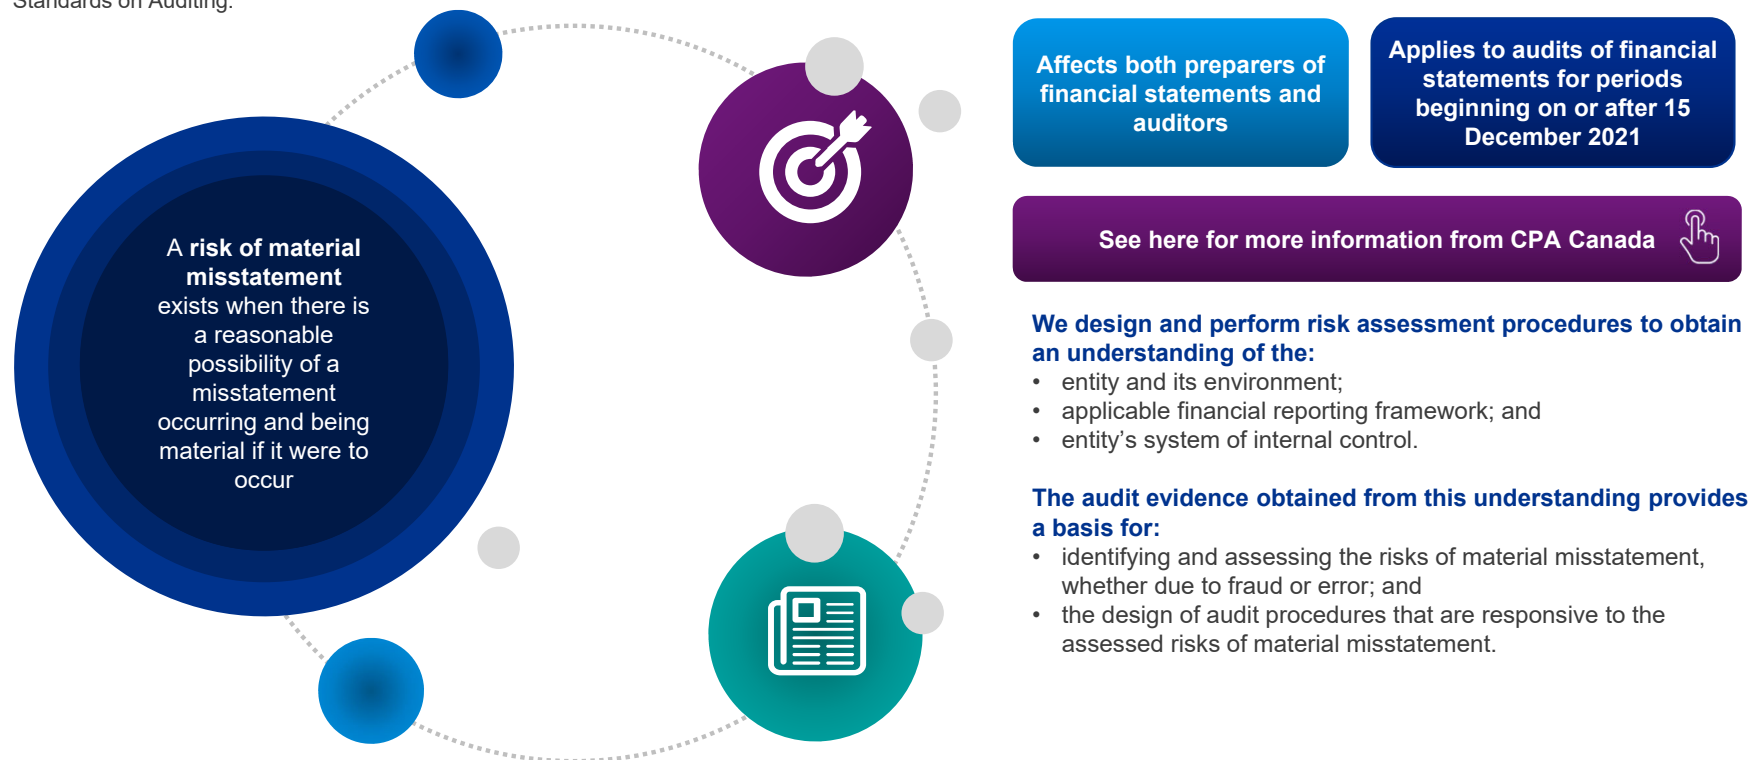 Standards on Auditing.
A risk of material
misstatement
exists when there is
a reasonable
possibility of a
misstatement
occurring and being
material if it were to
occur
Affects both preparers of
financial statements and
auditors
Applies to audits of financial
statements for periods
beginning on or after 15
December 2021
See here for more information from CPA Canada
We design and perform risk assessment procedures to obtain
an understanding of the:
• entity and its environment;
• applicable financial reporting framework; and
• entity’s system of internal control.
The audit evidence obtained from this understanding provides
a basis for:
• identifying and assessing the risks of material misstatement,
whether due to fraud or error; and
• the design of audit procedures that are responsive to the
assessed risks of material misstatement.